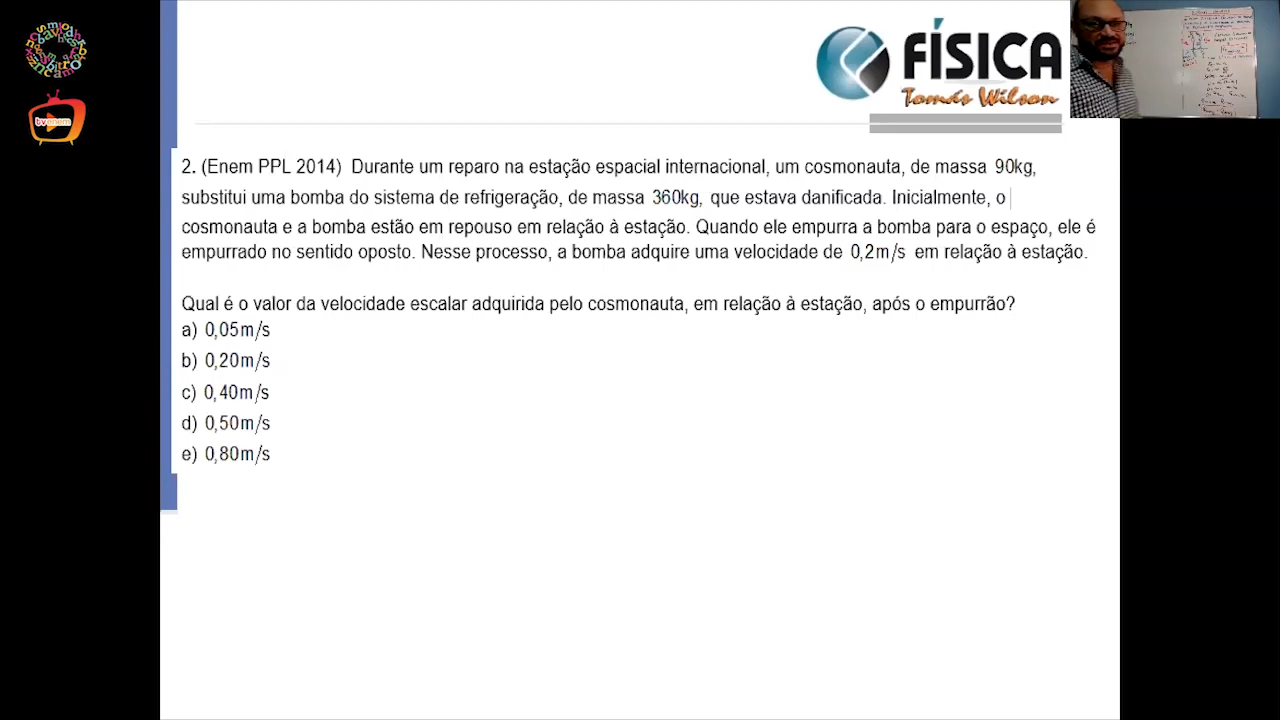 FÍSICA
Tomás Wilson
tv enem
2. (Enem PPL 2014) Durante um reparo na estação espacial internacional, um cosmonauta, de massa 90kg,
substitui uma bomba do sistema de refrigeração, de massa 360kg, que estava danificada. Inicialmente, o
cosmonauta e a bomba estão em repouso em relação à estação. Quando ele empurra a bomba para o espaço, ele é
empurrado no sentido oposto. Nesse processo, a bomba adquire uma velocidade de 0,2m/s em relação à estação.
Qual é o valor da velocidade escalar adquirida pelo cosmonauta, em relação à estação, após o empurrão?
a) 0,05m/s
b) 0,20m/s
c) 0,40m/s
d) 0,50m/s
e) 0,80m/s